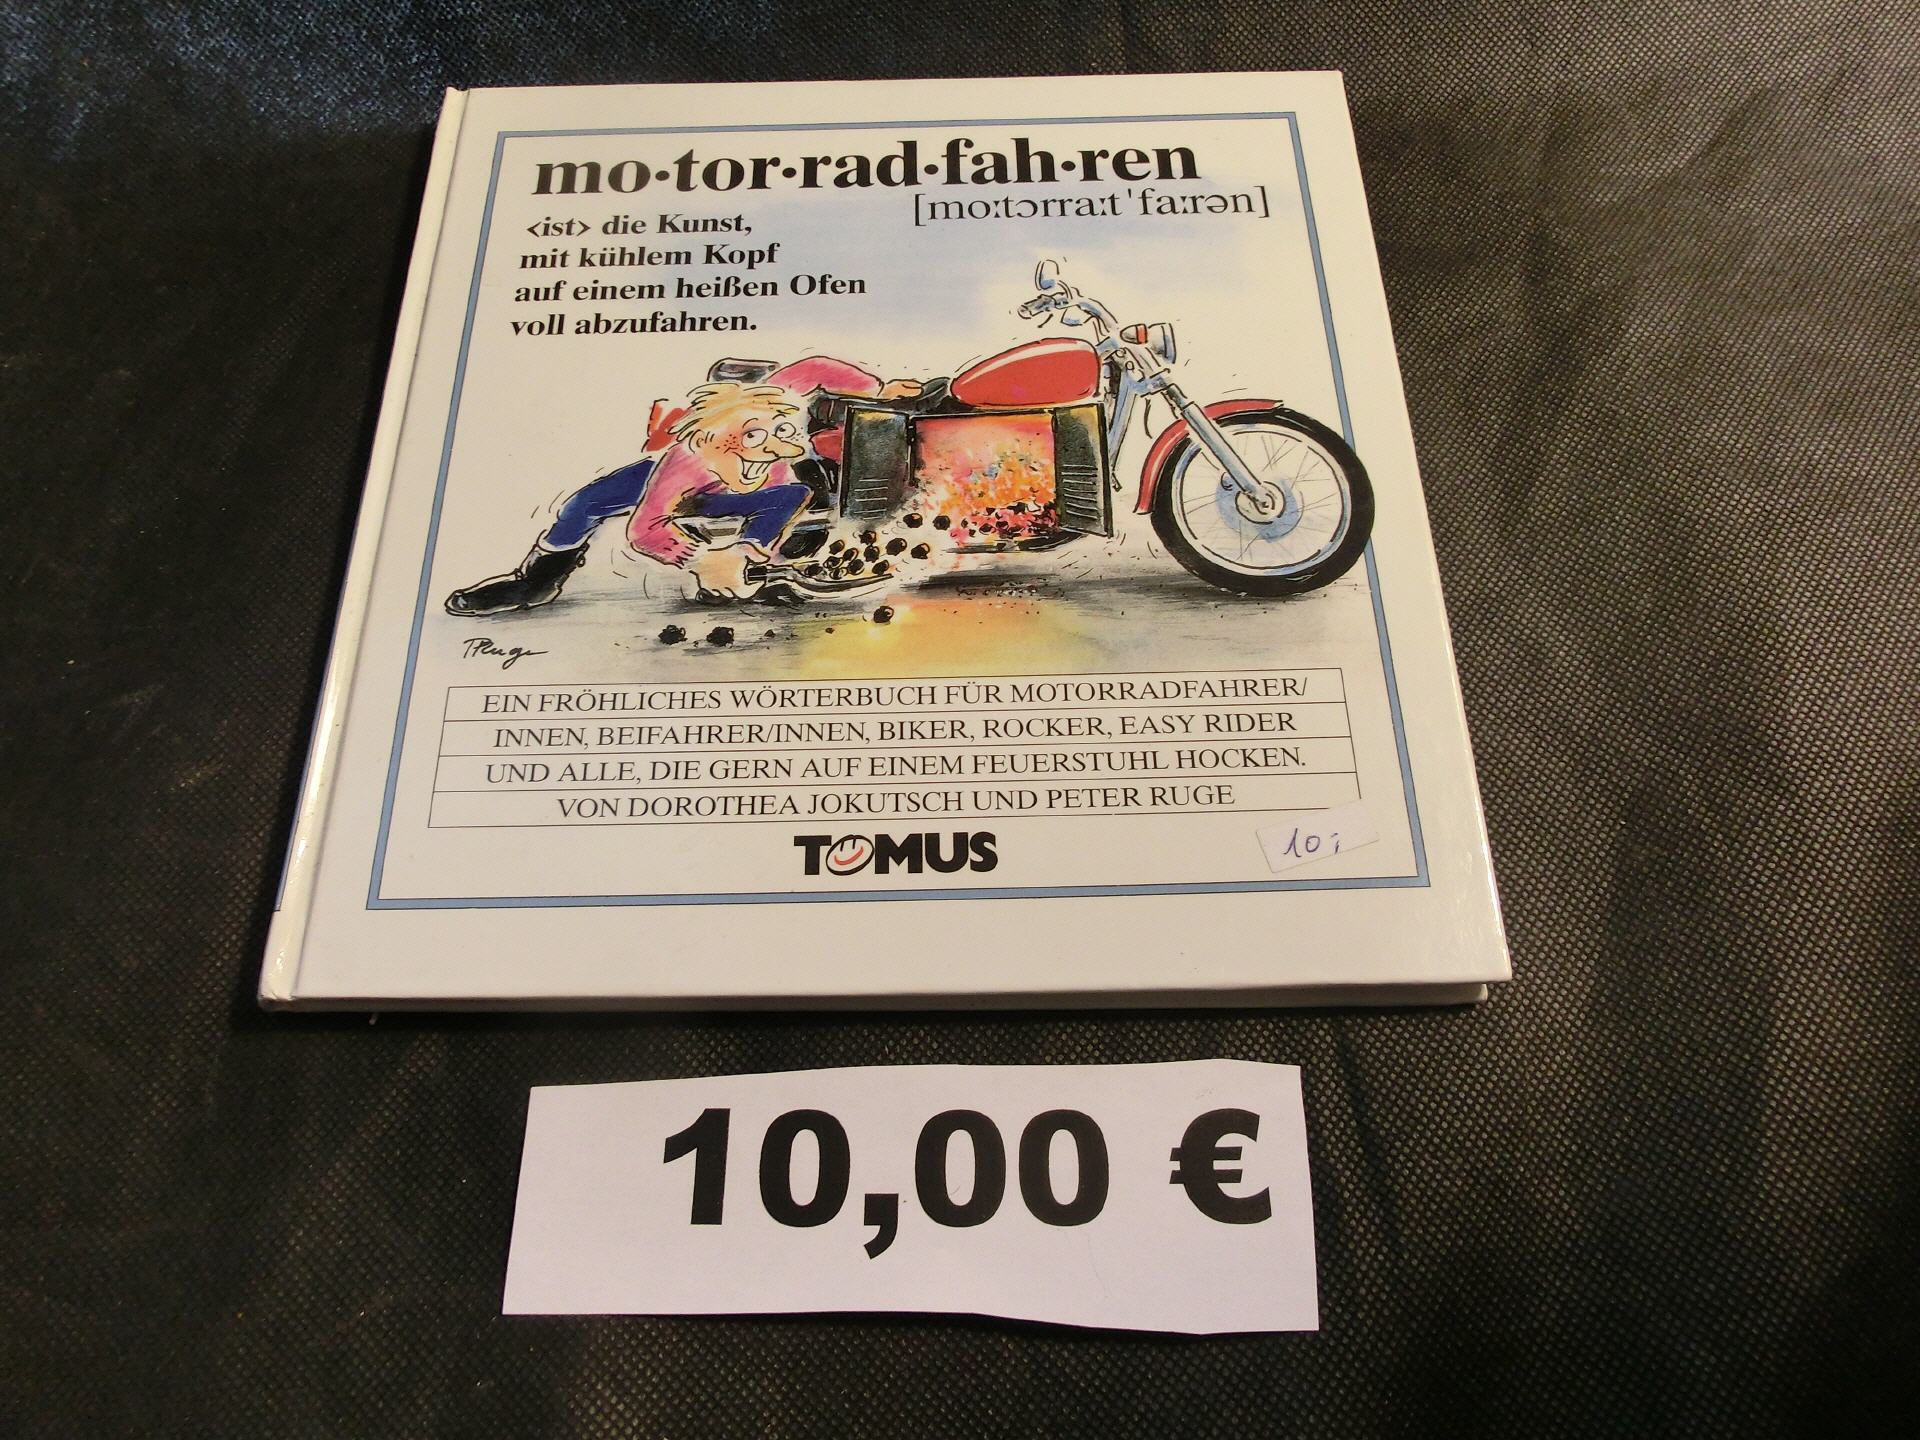 mo·tor·rad·fah·ren
[moːtɔrraːt'faːrən]
<ist> die Kunst,
mit kühlem Kopf
auf einem heißen Ofen
voll abzufahren.
EIN FRÖHLICHES WÖRTERBUCH FÜR MOTORRADFAHRER/
INNEN, BEIFAHRER/INNEN, BIKER, ROCKER, EASY RIDER
UND ALLE, DIE GERN AUF EINEM FEUERSTUHL HOCKEN.
VON DOROTHEA JOKUTSCH UND PETER RUGE
TOMUS
10,-
10,00 €